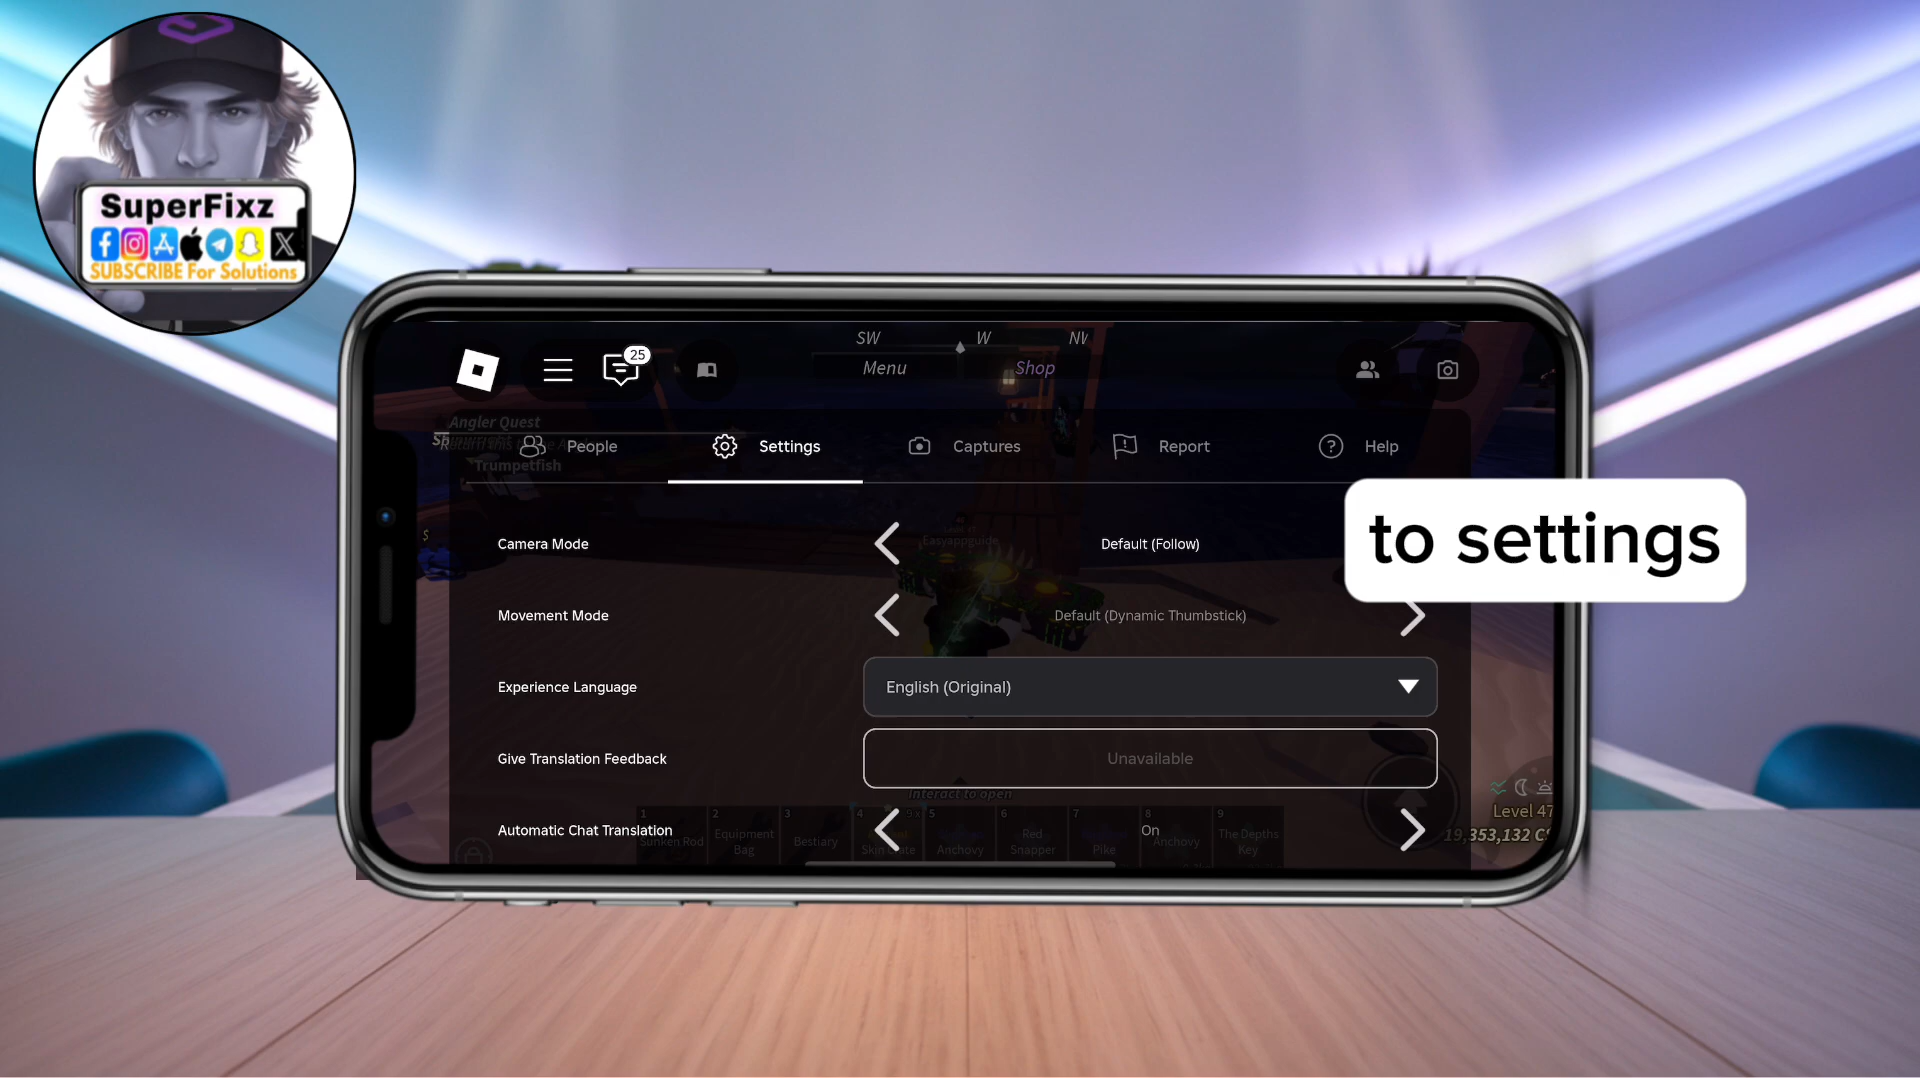 SuperFixz
SUBSCRIBE For Solutions
SW
W
NW
25
Menu
Shop
Angler Quest
People
Settings
Captures
Report
Help
Trumpetfish
to settings
$
Easyappguide
Camera Mode
Default (Follow)
Movement Mode
Default (Dynamic Thumbstick)
Experience Language
English (Original)
Give Translation Feedback
Unavailable
Interact to open
Level 47
19,353,132 C$
Automatic Chat Translation
On
1
2
3
4
5
6
7
8
9
Sunken Rod
Equipment Bag
Bestiary
Skin Crate
Anchovy
Red Snapper
Pike
Anchovy
The Depths Key